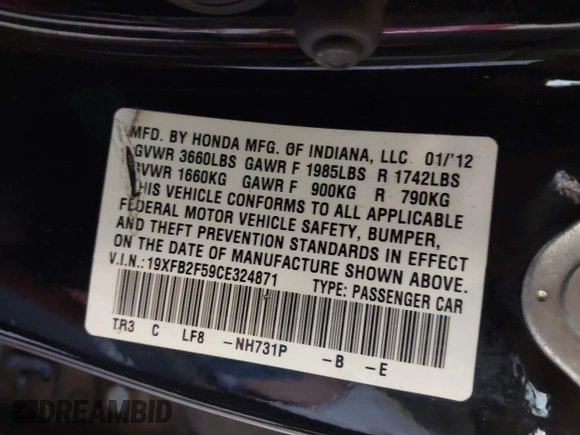 MFD. BY HONDA MFG. OF INDIANA, LLC 01/'12
GVWR 3660LBS GAWR F 1985LBS R 1742LBS
GVWR 1660KG GAWR F 900KG R 790KG
THIS VEHICLE CONFORMS TO ALL APPLICABLE
FEDERAL MOTOR VEHICLE SAFETY, BUMPER,
AND THEFT PREVENTION STANDARDS IN EFFECT
ON THE DATE OF MANUFACTURE SHOWN ABOVE.
V.I.N.:19XFB2F59CE324871 TYPE: PASSENGER CAR
TR3 C LF8 -NH731P -B -E
DREAMBID